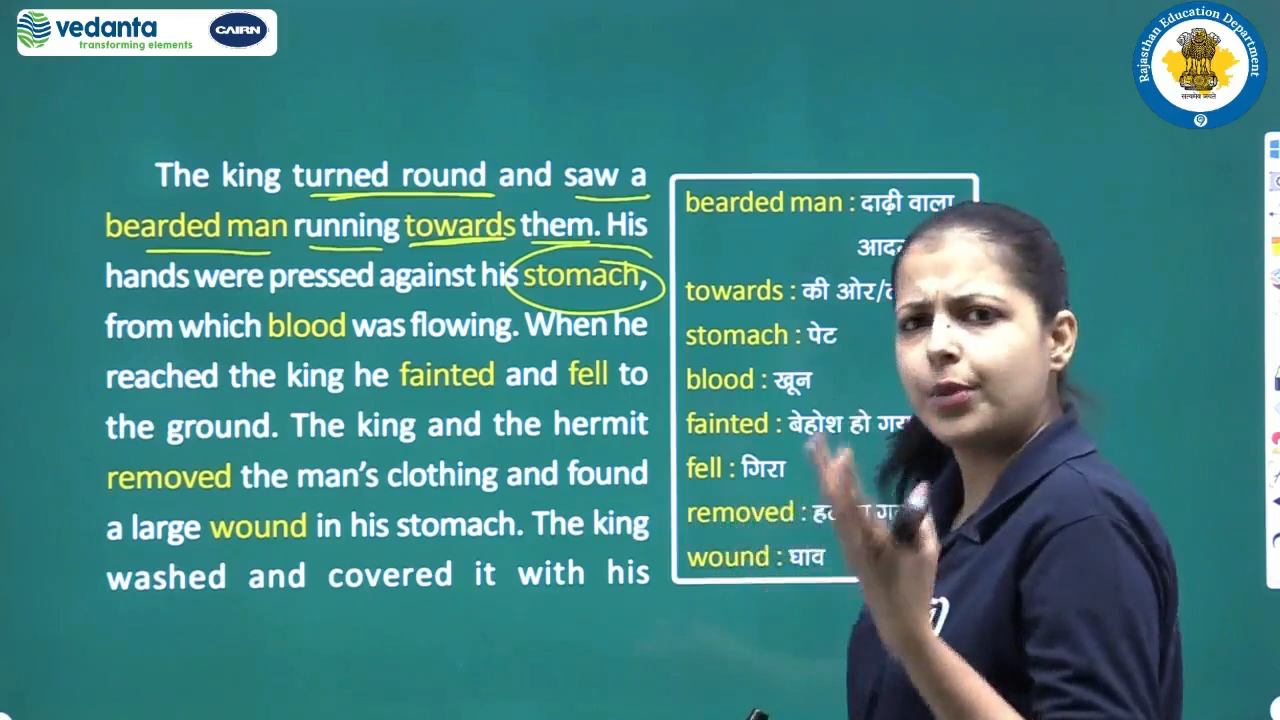 vedanta
transforming elements
CAIRN
Rajasthan Education Department
सत्यमेव जयते
The king turned round and saw a
bearded man running towards them. His
hands were pressed against his stomach,
from which blood was flowing. When he
reached the king he fainted and fell to
the ground. The king and the hermit
removed the man's clothing and found
a large wound in his stomach. The king
washed and covered it with his
bearded man : दाढ़ी वाला
towards : की ओर/
stomach : पेट
blood : खून
fainted : बेहोश हो
fell : गिरा
removed :
wound : घाव